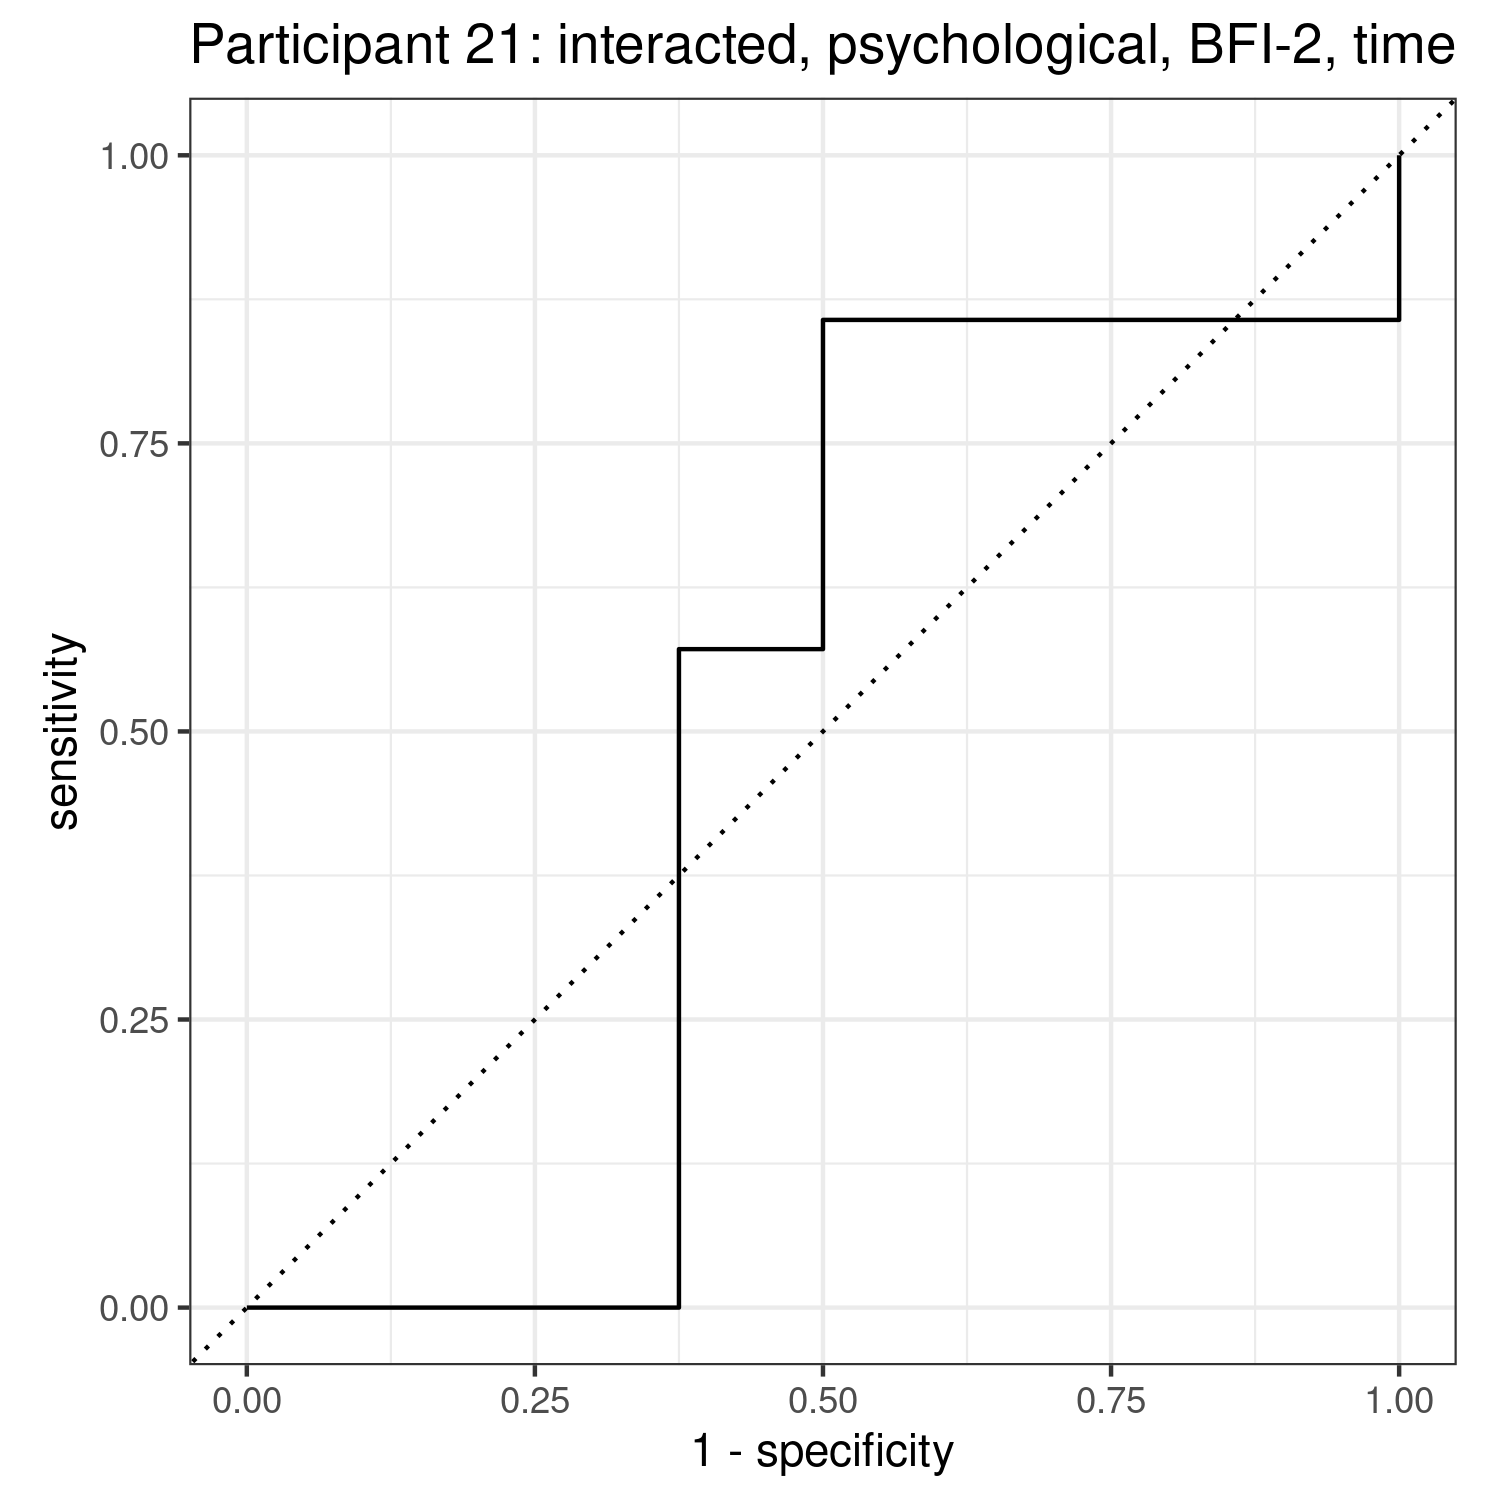 Participant 21: interacted, psychological, BFI-2, time
1.00
0.75
0.50
0.25
0.00
sensitivity
0.00 0.25 0.50 0.75 1.00
1 - specificity